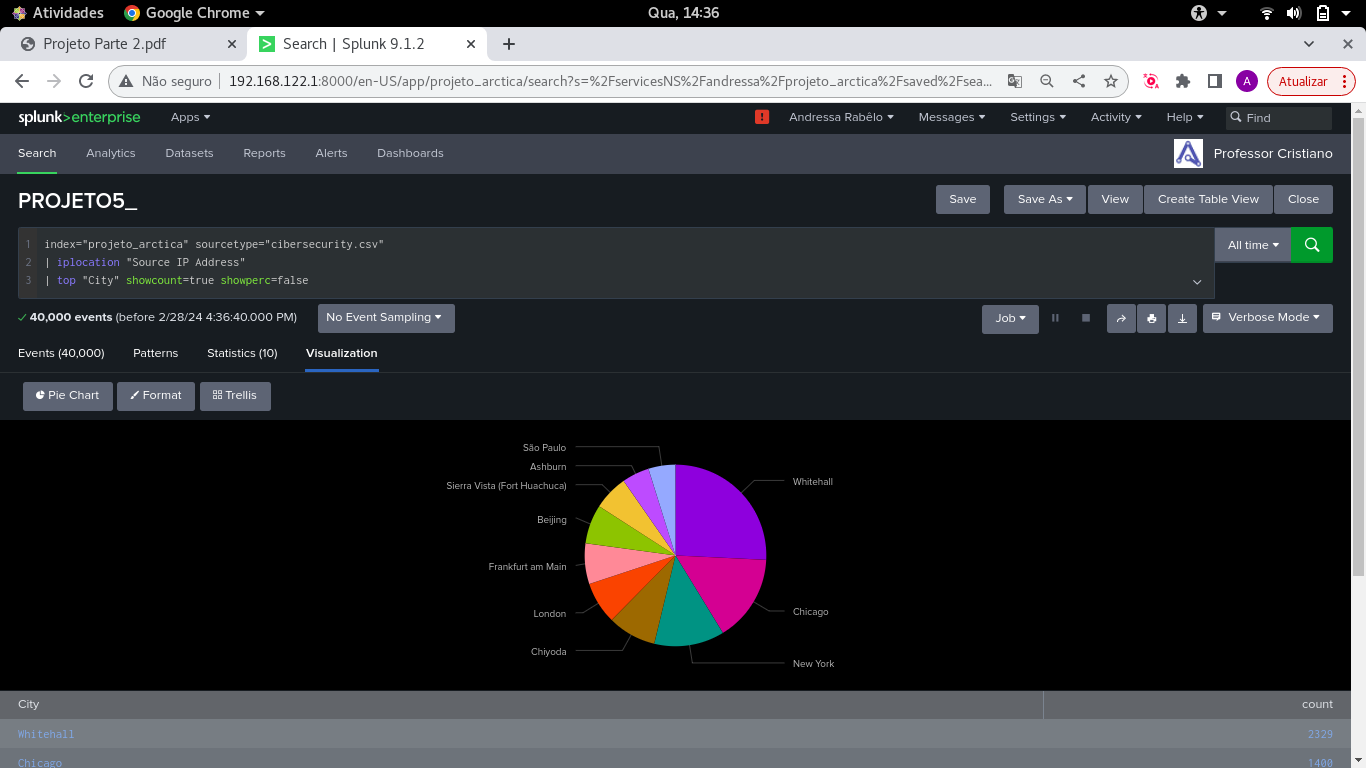 Atividades Google Chrome Qua, 14:36
Projeto Parte 2.pdf Search | Splunk 9.1.2
Não seguro 192.168.122.1:8000/en-US/app/projeto_arctica/search?s=%2FservicesNS%2Fandressa%2Fprojeto_arctica%2Fsaved%2Fsea... A Atualizar
splunk>enterprise Apps ! Andressa Rabêlo Messages Settings Activity Help Find
Search Analytics Datasets Reports Alerts Dashboards Professor Cristiano
PROJETO5_ Save Save As View Create Table View Close
1 index="projeto_arctica" sourcetype="cibersecurity.csv" All time
2 | iplocation "Source IP Address"
3 | top "City" showcount=true showperc=false
40,000 events (before 2/28/24 4:36:40.000 PM) No Event Sampling Job Verbose Mode
Events (40,000) Patterns Statistics (10) Visualization
Pie Chart Format Trellis
São Paulo
Ashburn
Whitehall
Sierra Vista (Fort Huachuca)
Beijing
Frankfurt am Main
Chicago
London
Chiyoda
New York
City count
Whitehall 2329
Chicago 1400